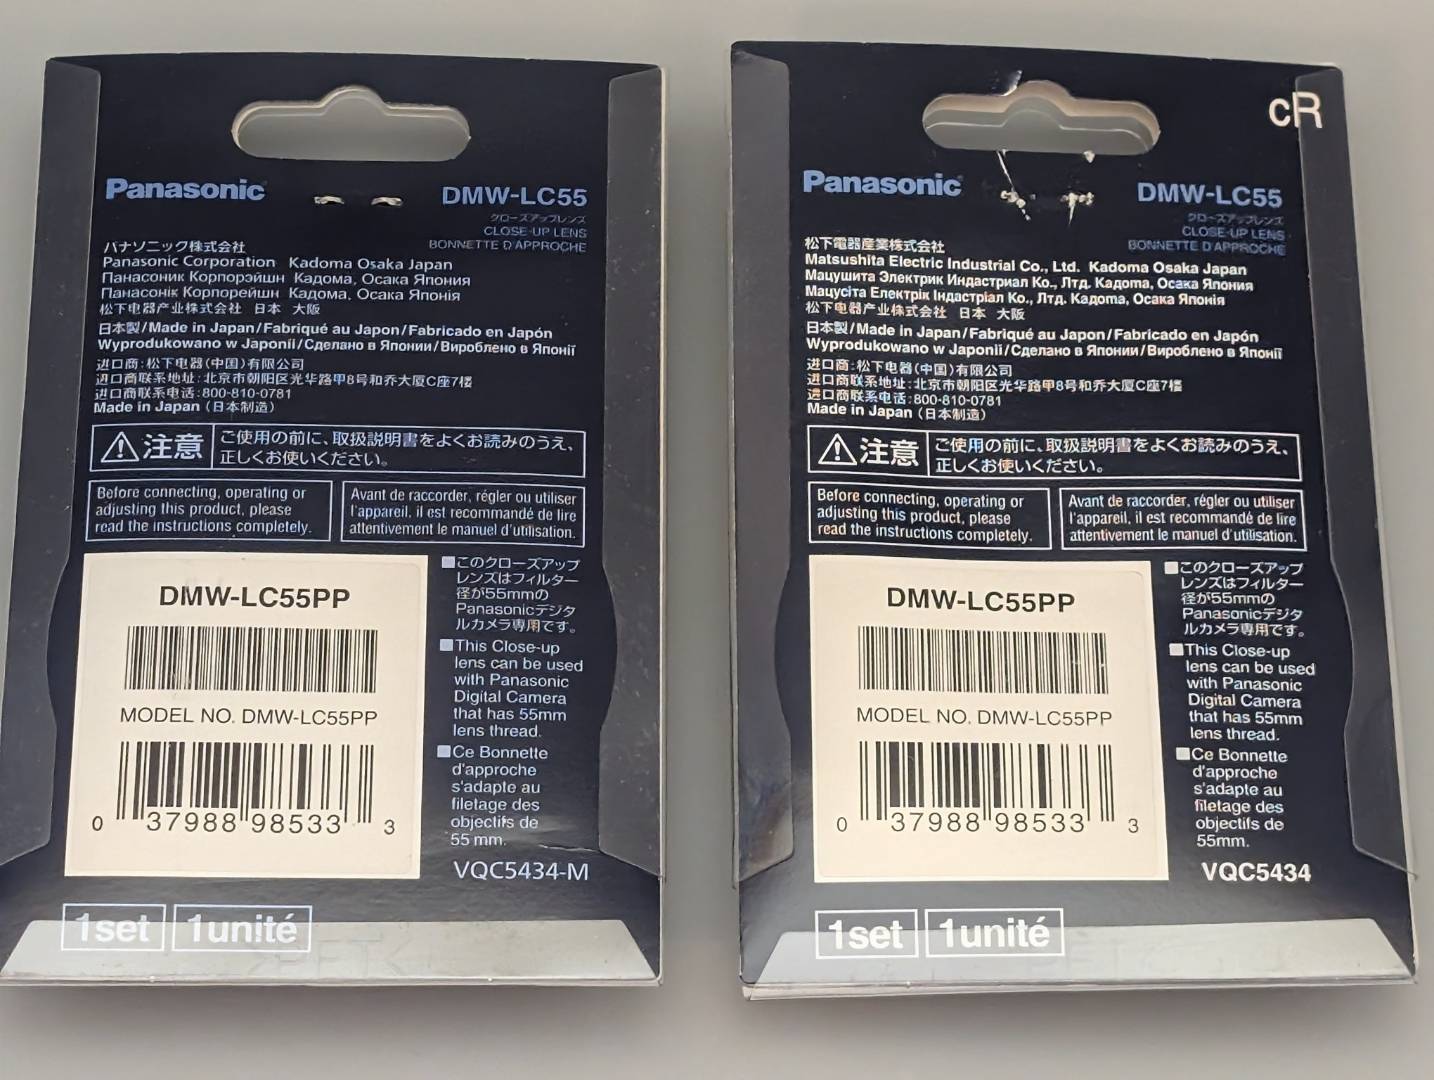 Panasonic
DMW-LC55
クローズアップレンズ
CLOSE-UP LENS
BONNETTE D'APPROCHE
パナソニック株式会社
Panasonic Corporation Kadoma Osaka Japan
Панасоник Корпорэйшн Кадома, Осака Япония
Панасонік Корпорейшн Кадома, Осака Японія
松下电器产业株式会社 日本 大阪
日本製/Made in Japan/Fabriqué au Japon/Fabricado en Japón
Wyprodukowano w Japonii/Сделано в Японии/Вироблено в Японії
进口商:松下电器(中国)有限公司
进口商联系地址:北京市朝阳区光华路甲8号和乔大厦C座7楼
进口商联系电话:800-810-0781
Made in Japan (日本制造)
注意
ご使用の前に、取扱説明書をよくお読みのうえ、
正しくお使いください。
Before connecting, operating or
adjusting this product, please
read the instructions completely.
Avant de raccorder, régler ou utiliser
l'appareil, il est recommandé de lire
attentivement le manuel d'utilisation.
DMW-LC55PP
MODEL NO. DMW-LC55PP
0 37988 98533 3
■このクローズアップ
レンズはフィルター
径が55mmの
Panasonicデジタ
ルカメラ専用です。
■This Close-up
lens can be used
with Panasonic
Digital Camera
that has 55mm
lens thread.
■Ce Bonnette
d'approche
s'adapte au
filetage des
objectifs de
55 mm.
VQC5434-M
1set
1unité
cR
Panasonic
DMW-LC55
クローズアップレンズ
CLOSE-UP LENS
BONNETTE D'APPROCHE
松下電器産業株式会社
Matsushita Electric Industrial Co., Ltd. Kadoma Osaka Japan
Мацушита Электрик Индастриал Ко., Лтд. Кадома, Осака Япония
Мацусіта Електрік Індастріал Ко., Лтд. Кадома, Осака Японія
松下电器产业株式会社 日本 大阪
日本製/Made in Japan/Fabriqué au Japon/Fabricado en Japón
Wyprodukowano w Japonii/Сделано в Японии/Вироблено в Японії
进口商:松下电器(中国)有限公司
进口商联系地址:北京市朝阳区光华路甲8号和乔大厦C座7楼
进口商联系电话:800-810-0781
Made in Japan (日本制造)
注意
ご使用の前に、取扱説明書をよくお読みのうえ、
正しくお使いください。
Before connecting, operating or
adjusting this product, please
read the instructions completely.
Avant de raccorder, régler ou utiliser
l'appareil, il est recommandé de lire
attentivement le manuel d'utilisation.
DMW-LC55PP
MODEL NO. DMW-LC55PP
0 37988 98533 3
■このクローズアップ
レンズはフィルター
径が55mmの
Panasonicデジタ
ルカメラ専用です。
■This Close-up
lens can be used
with Panasonic
Digital Camera
that has 55mm
lens thread.
■Ce Bonnette
d'approche
s'adapte au
filetage des
objectifs de
55mm.
VQC5434
1set
1unité